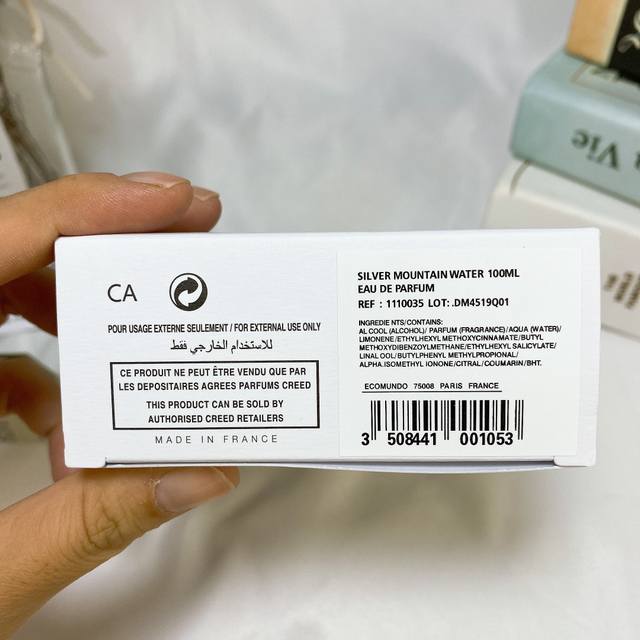 CA
POUR USAGE EXTERNE SEULEMENT / FOR EXTERNAL USE ONLY
للاستخدام الخارجي فقط
CE PRODUIT NE PEUT ÊTRE VENDU QUE PAR
LES DEPOSITAIRES AGREES PARFUMS CREED
THIS PRODUCT CAN BE SOLD BY
AUTHORISED CREED RETAILERS
MADE IN FRANCE
SILVER MOUNTAIN WATER 100ML
EAU DE PARFUM
REF : 1110035 LOT: .DM4519Q01
INGREDIE NTS/CONTAINS:
AL COOL (ALCOHOL)/ PARFUM (FRAGRANCE)/AQUA (WATER)/
LIMONENE/ETHYLHEXYL METHOXYCINNAMATE/BUTYL
METHOXYDIBENZOYLMETHANE/ETHYLHEXYL SALICYLATE/
LINAL OOL/BUTYLPHENYL METHYLPROPIONAL/
ALPHA.ISOMETHYL IONONE/CITRAL/COUMARIN/BHT.
ECOMUNDO 75008 PARIS FRANCE
3 508441 001053
Vie